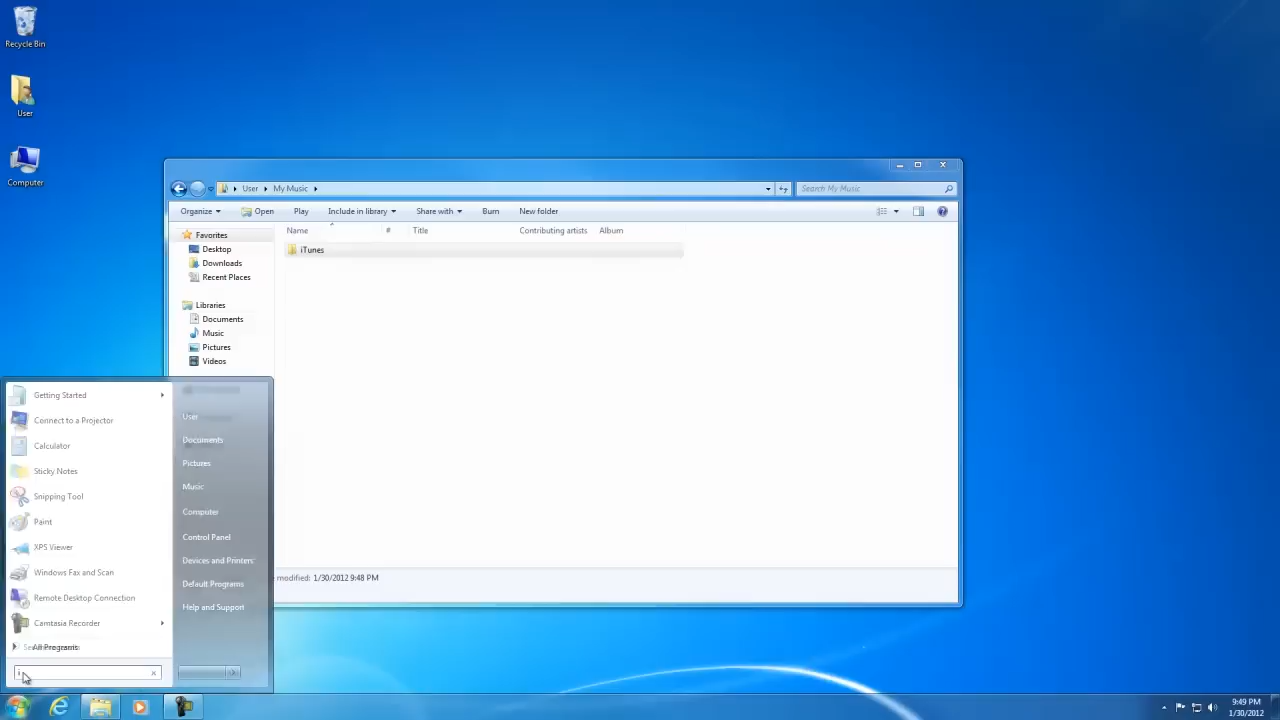 Recycle Bin
User
Computer
User
My Music
Search My Music
Organize
Open
Play
Include in library
Share with
Burn
New folder
Name
#
Title
Contributing artists
Album
Favorites
Desktop
Downloads
Recent Places
Libraries
Documents
Music
Pictures
Videos
iTunes
modified: 1/30/2012 9:48 PM
Getting Started
Connect to a Projector
Calculator
Sticky Notes
Snipping Tool
Paint
XPS Viewer
Windows Fax and Scan
Remote Desktop Connection
Camtasia Recorder
All Programs
i
User
Documents
Pictures
Music
Computer
Control Panel
Devices and Printers
Default Programs
Help and Support
9:49 PM
1/30/2012